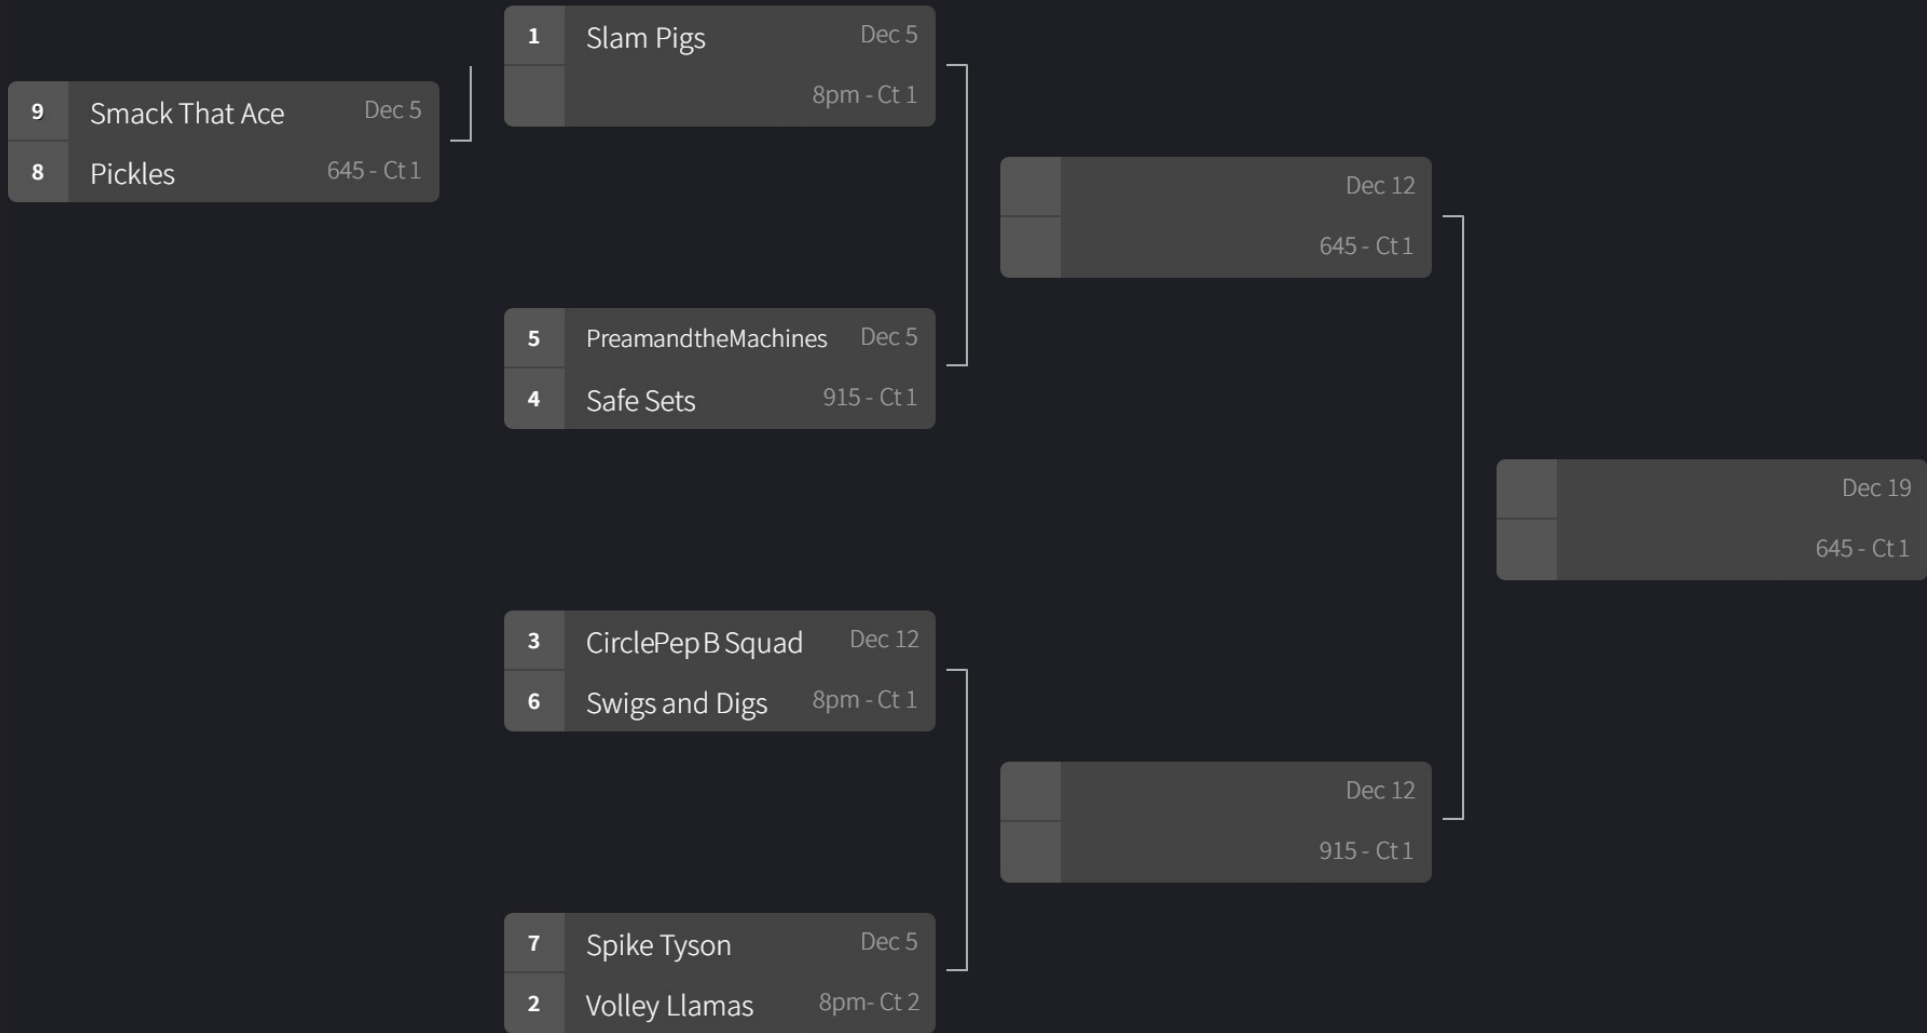 9 Smack That Ace Dec 5
8 Pickles 645 - Ct 1
1 Slam Pigs Dec 5
8pm - Ct 1
5 PreamandtheMachines Dec 5
4 Safe Sets 915 - Ct 1
3 CirclePep B Squad Dec 12
6 Swigs and Digs 8pm - Ct 1
7 Spike Tyson Dec 5
2 Volley Llamas 8pm- Ct 2
Dec 12
645 - Ct 1
Dec 12
915 - Ct 1
Dec 19
645 - Ct 1